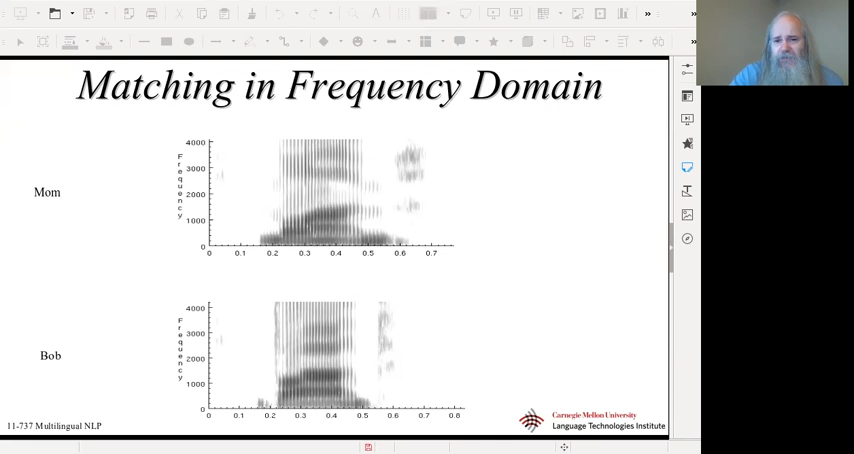 Matching in Frequency Domain
Mom
Frequency
4000
3000
2000
1000
0
0 0.1 0.2 0.3 0.4 0.5 0.6 0.7
Bob
Frequency
4000
3000
2000
1000
0
0 0.1 0.2 0.3 0.4 0.5 0.6 0.7 0.8
11-737 Multilingual NLP
Carnegie Mellon University
Language Technologies Institute